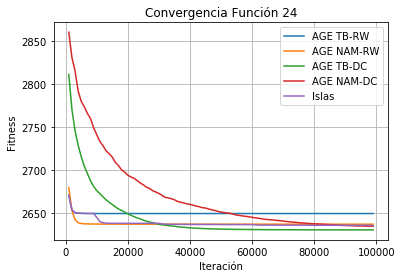 Convergencia Función 24
AGE TB-RW
AGE NAM-RW
AGE TB-DC
AGE NAM-DC
Islas
Fitness
2850
2800
2750
2700
2650
0
20000
40000
60000
80000
100000
Iteración